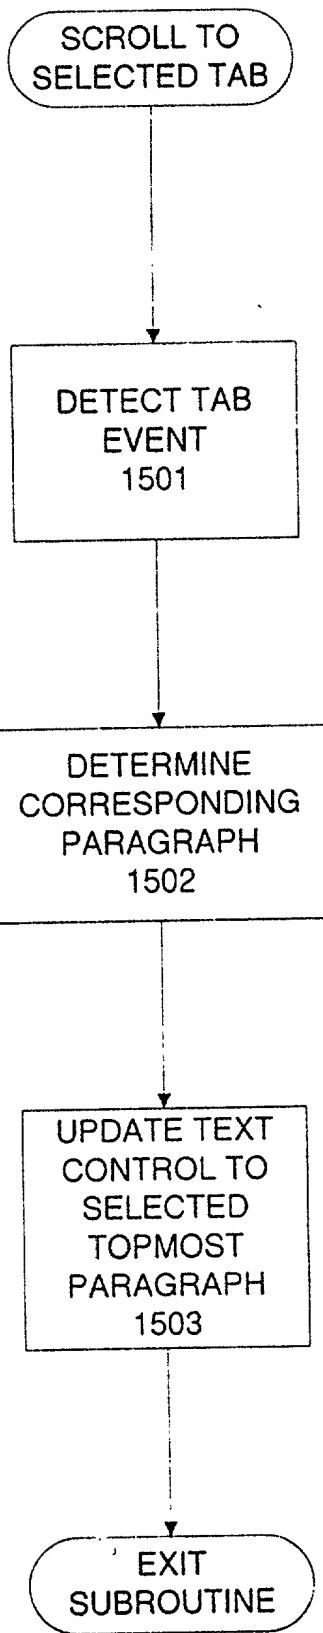 SCROLL TO
SELECTED TAB
DETECT TAB
EVENT
1501
DETERMINE
CORRESPONDING
PARAGRAPH
1502
UPDATE TEXT
CONTROL TO
SELECTED
TOPMOST
PARAGRAPH
1503
EXIT
SUBROUTINE